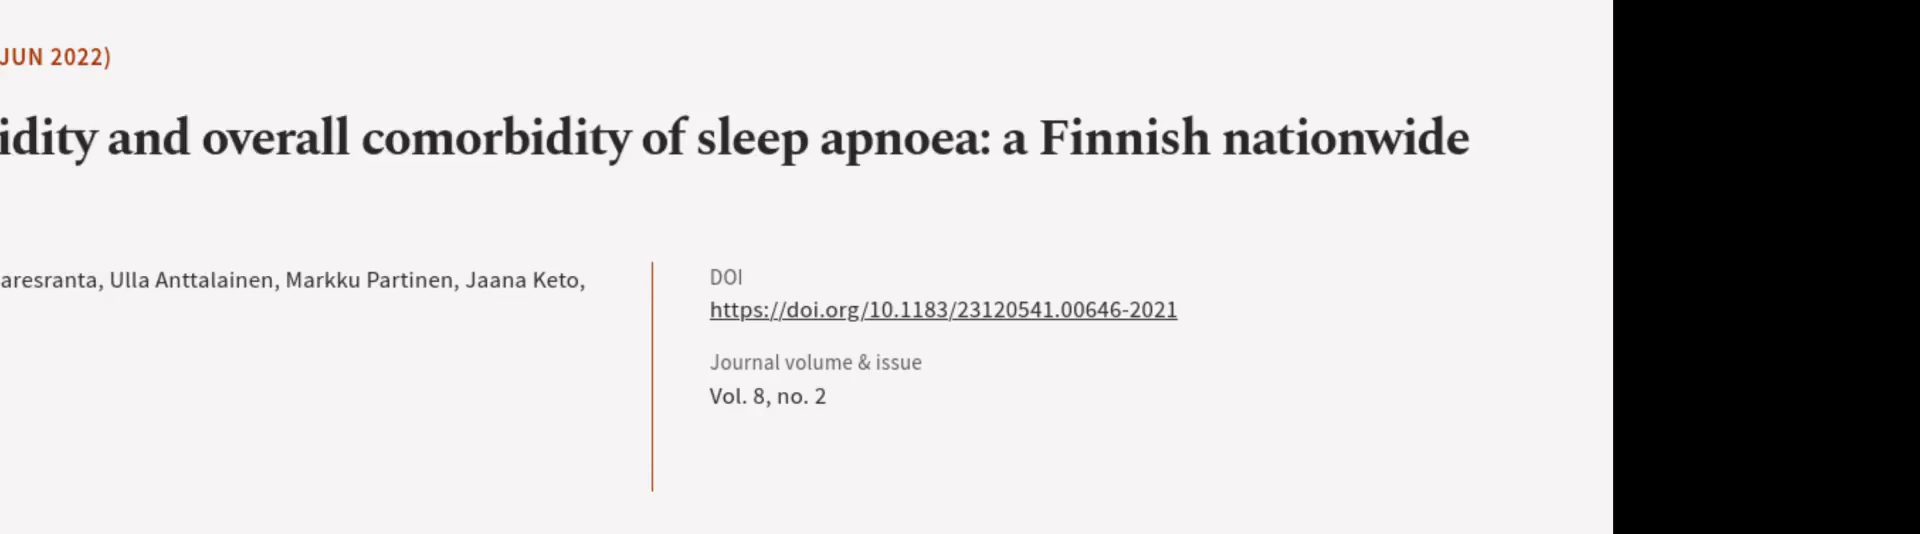 JUN 2022)
idity and overall comorbidity of sleep apnoea: a Finnish nationwide
aresranta, Ulla Anttalainen, Markku Partinen, Jaana Keto,
DOI
https://doi.org/10.1183/23120541.00646-2021
Journal volume & issue
Vol. 8, no. 2